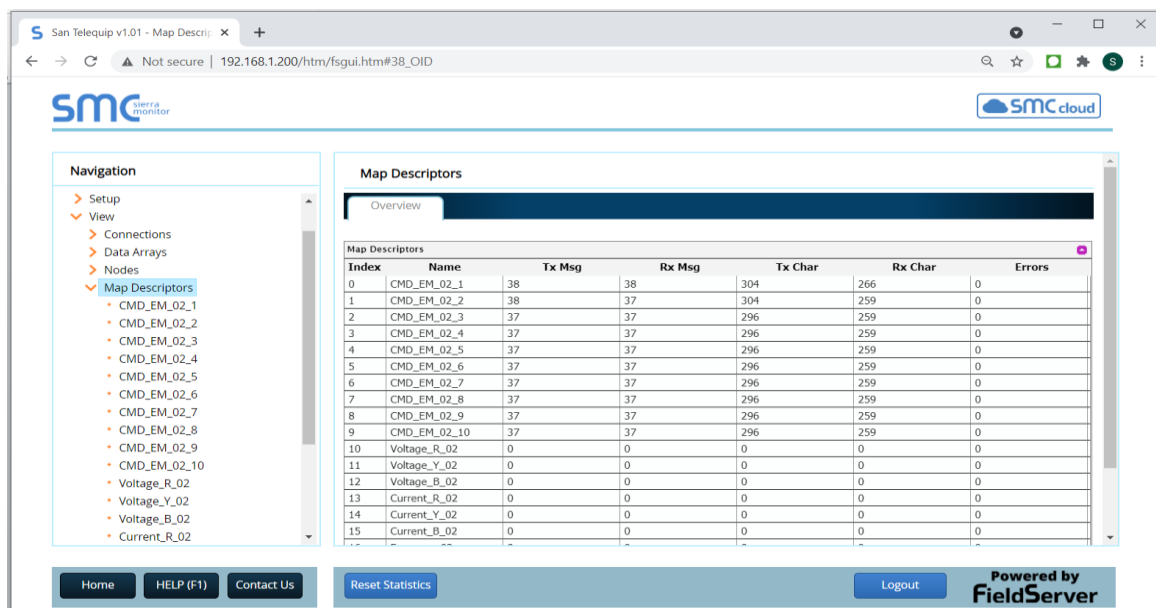 San Telequip v1.01 - Map Descrip
Not secure | 192.168.1.200/htm/fsgui.htm#38_OID
S
smc sierra monitor
SMC cloud
Navigation
Setup
View
Connections
Data Arrays
Nodes
Map Descriptors
CMD_EM_02_1
CMD_EM_02_2
CMD_EM_02_3
CMD_EM_02_4
CMD_EM_02_5
CMD_EM_02_6
CMD_EM_02_7
CMD_EM_02_8
CMD_EM_02_9
CMD_EM_02_10
Voltage_R_02
Voltage_Y_02
Voltage_B_02
Current_R_02
Map Descriptors
Overview
Map Descriptors
Index Name Tx Msg Rx Msg Tx Char Rx Char Errors
0 CMD_EM_02_1 38 38 304 266 0
1 CMD_EM_02_2 38 37 304 259 0
2 CMD_EM_02_3 37 37 296 259 0
3 CMD_EM_02_4 37 37 296 259 0
4 CMD_EM_02_5 37 37 296 259 0
5 CMD_EM_02_6 37 37 296 259 0
6 CMD_EM_02_7 37 37 296 259 0
7 CMD_EM_02_8 37 37 296 259 0
8 CMD_EM_02_9 37 37 296 259 0
9 CMD_EM_02_10 37 37 296 259 0
10 Voltage_R_02 0 0 0 0 0
11 Voltage_Y_02 0 0 0 0 0
12 Voltage_B_02 0 0 0 0 0
13 Current_R_02 0 0 0 0 0
14 Current_Y_02 0 0 0 0 0
15 Current_B_02 0 0 0 0 0
Home HELP (F1) Contact Us
Reset Statistics
Logout
Powered by
FieldServer